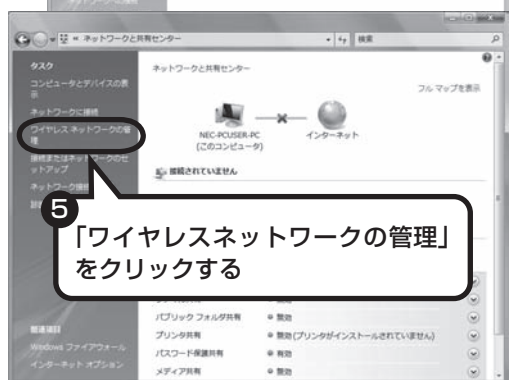 ネットワークと共有センター
検索
タスク
コンピュータとデバイスの表
示
ネットワークに接続
ワイヤレス ネットワークの管
理
接続またはネットワークのセ
ットアップ
ネットワークと共有センター
フル マップを表示
NEC-PCUSER-PC
(このコンピュータ)
インターネット
接続されていません
5
「ワイヤレスネットワークの管理」
をクリックする
パブリック フォルダ共有 無効
プリンタ共有 無効(プリンタがインストールされていません)
パスワード保護共有 有効
メディア共有 無効
関連項目
Windows ファイアウォール
インターネット オプション